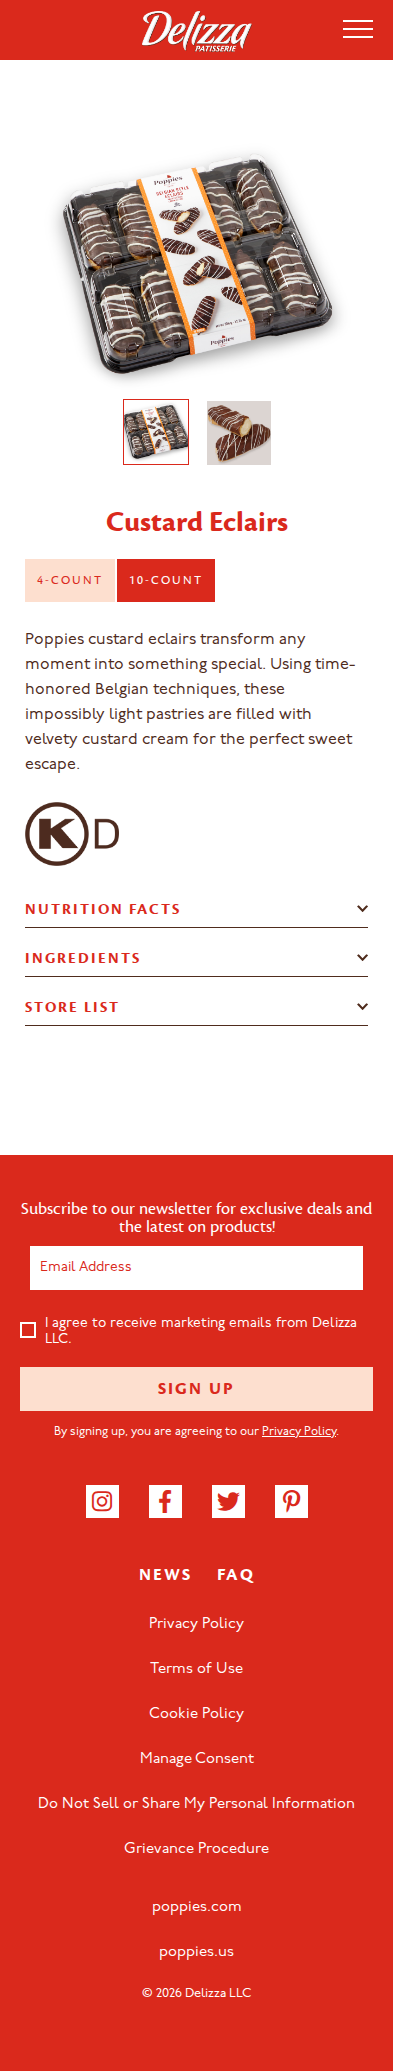 Delizza
PATISSERIE
Poppies
BELGIAN STYLE
ECLAIRS
Poppies
Custard Eclairs
4-COUNT 10-COUNT
Poppies custard eclairs transform any
moment into something special. Using time-
honored Belgian techniques, these
impossibly light pastries are filled with
velvety custard cream for the perfect sweet
escape.
K D
NUTRITION FACTS
INGREDIENTS
STORE LIST
Subscribe to our newsletter for exclusive deals and
the latest on products!
Email Address
I agree to receive marketing emails from Delizza
LLC.
SIGN UP
By signing up, you are agreeing to our Privacy Policy.
NEWS FAQ
Privacy Policy
Terms of Use
Cookie Policy
Manage Consent
Do Not Sell or Share My Personal Information
Grievance Procedure
poppies.com
poppies.us
© 2026 Delizza LLC